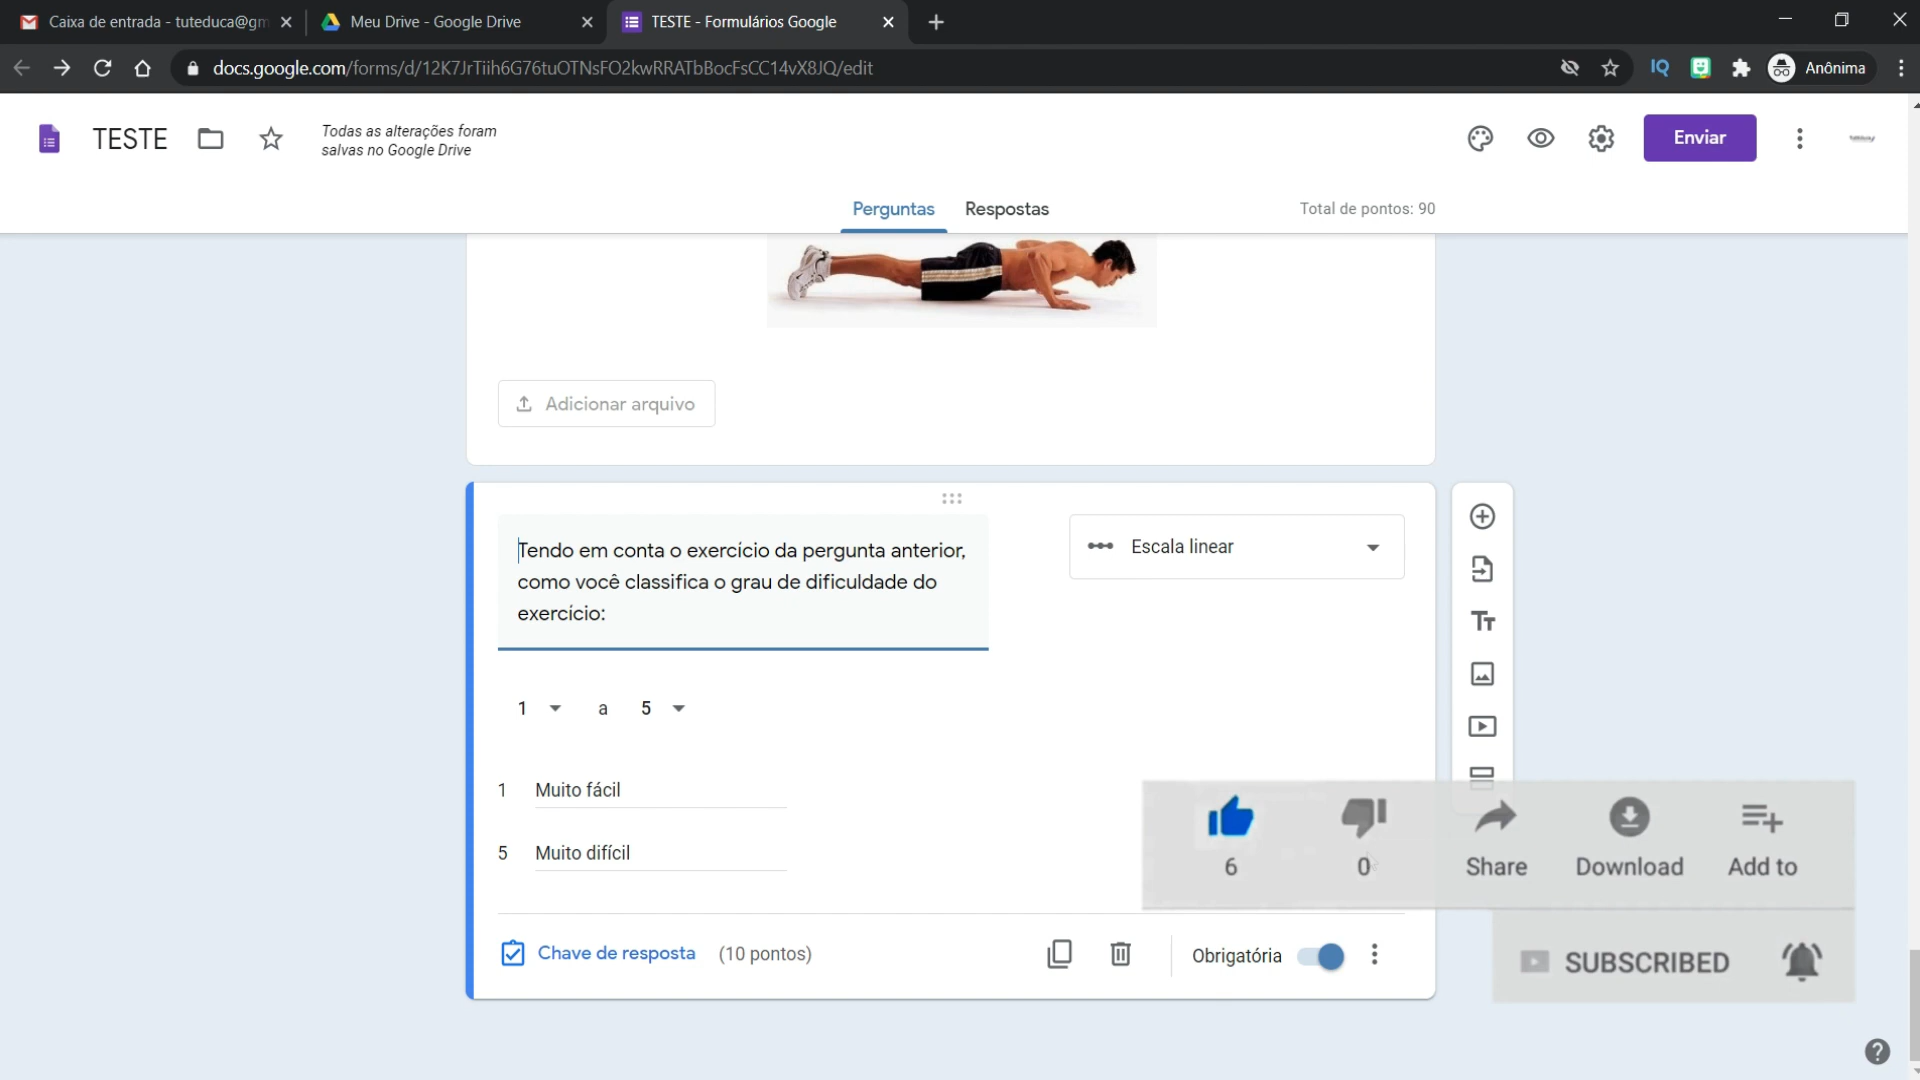 Caixa de entrada - tuteduca@gm
Meu Drive - Google Drive
TESTE - Formulários Google
docs.google.com/forms/d/12K7JrTiih6G76tuOTNsFO2kwRRATbBocFsCC14vX8JQ/edit
IQ
Anônima
TESTE
Todas as alterações foram
salvas no Google Drive
Enviar
Perguntas
Respostas
Total de pontos: 90
Adicionar arquivo
Tendo em conta o exercício da pergunta anterior,
como você classifica o grau de dificuldade do
exercício:
Escala linear
1 a 5
1 Muito fácil
5 Muito difícil
6
0
Share
Download
Add to
Chave de resposta (10 pontos)
Obrigatória
SUBSCRIBED